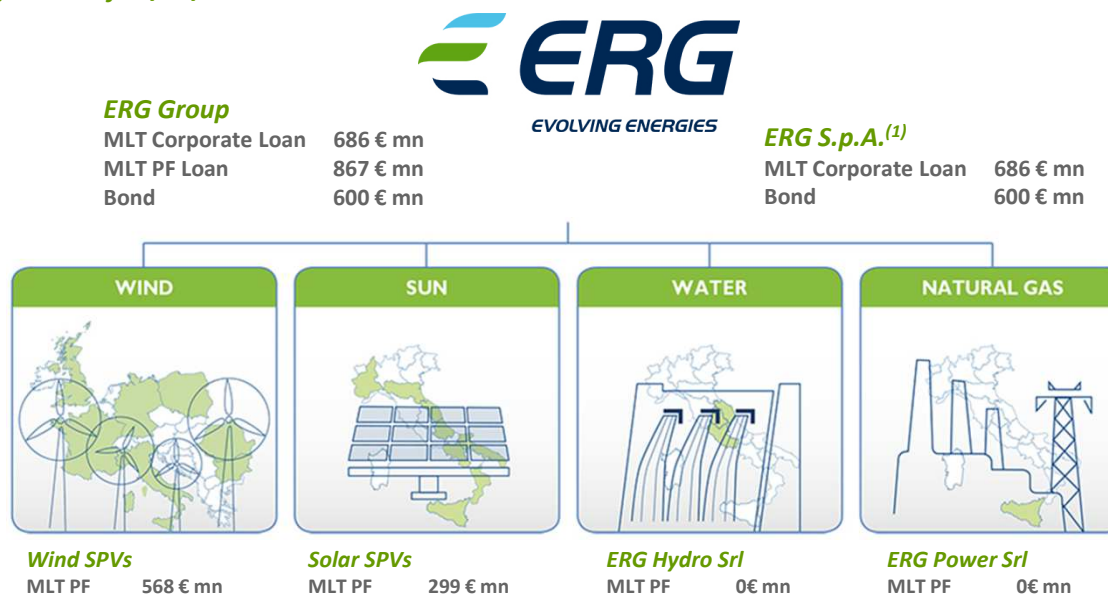 ERG
EVOLVING ENERGIES
ERG Group
MLT Corporate Loan 686 € mn
MLT PF Loan 867 € mn
Bond 600 € mn
ERG S.p.A.(1)
MLT Corporate Loan 686 € mn
Bond 600 € mn
WIND
SUN
WATER
NATURAL GAS
Wind SPVs
MLT PF 568 € mn
Solar SPVs
MLT PF 299 € mn
ERG Hydro Srl
MLT PF 0€ mn
ERG Power Srl
MLT PF 0€ mn